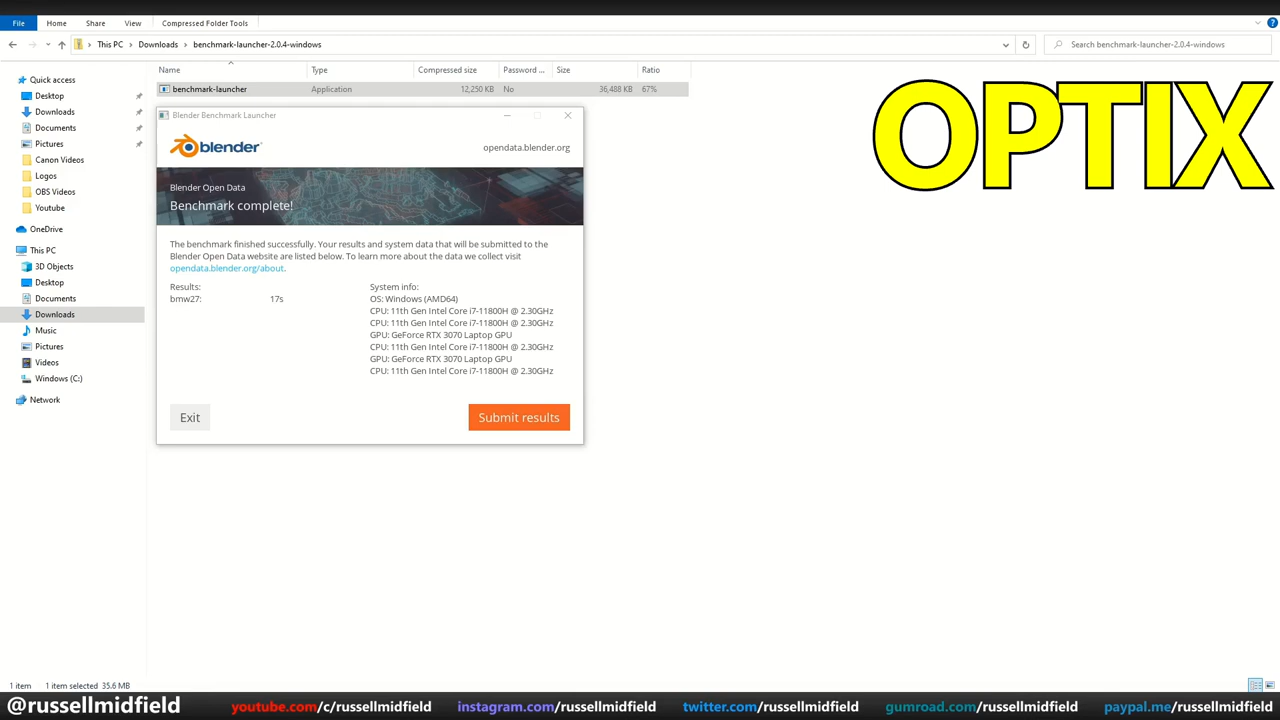 File Home Share View Compressed Folder Tools
This PC Downloads benchmark-launcher-2.0.4-windows Search benchmark-launcher-2.0.4-windows
Name Type Compressed size Password ... Size Ratio
benchmark-launcher Application 12,250 KB No 36,488 KB 67%
Quick access
Desktop
Downloads
Documents
Pictures
Canon Videos
Logos
OBS Videos
Youtube
OneDrive
This PC
3D Objects
Desktop
Documents
Downloads
Music
Pictures
Videos
Windows (C:)
Network
OPTIX
Blender Benchmark Launcher
blender opendata.blender.org
Blender Open Data
Benchmark complete!
The benchmark finished successfully. Your results and system data that will be submitted to the
Blender Open Data website are listed below. To learn more about the data we collect visit
opendata.blender.org/about.
Results: System info:
bmw27: 17s OS: Windows (AMD64)
CPU: 11th Gen Intel Core i7-11800H @ 2.30GHz
CPU: 11th Gen Intel Core i7-11800H @ 2.30GHz
GPU: GeForce RTX 3070 Laptop GPU
CPU: 11th Gen Intel Core i7-11800H @ 2.30GHz
GPU: GeForce RTX 3070 Laptop GPU
CPU: 11th Gen Intel Core i7-11800H @ 2.30GHz
Exit Submit results
1 item 1 item selected 35.6 MB
@russellmidfield youtube.com/c/russellmidfield instagram.com/russellmidfield twitter.com/russellmidfield gumroad.com/russellmidfield paypal.me/russellmidfield